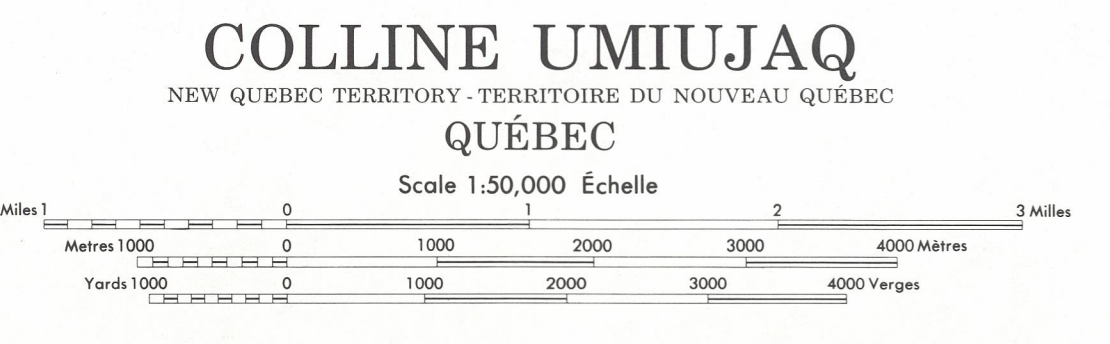 COLLINE UMIUJAQ
NEW QUEBEC TERRITORY - TERRITOIRE DU NOUVEAU QUÉBEC
QUÉBEC
Scale 1:50,000 Échelle
Miles 1 0 1 2 3 Milles
Metres 1000 0 1000 2000 3000 4000 Mètres
Yards 1000 0 1000 2000 3000 4000 Verges